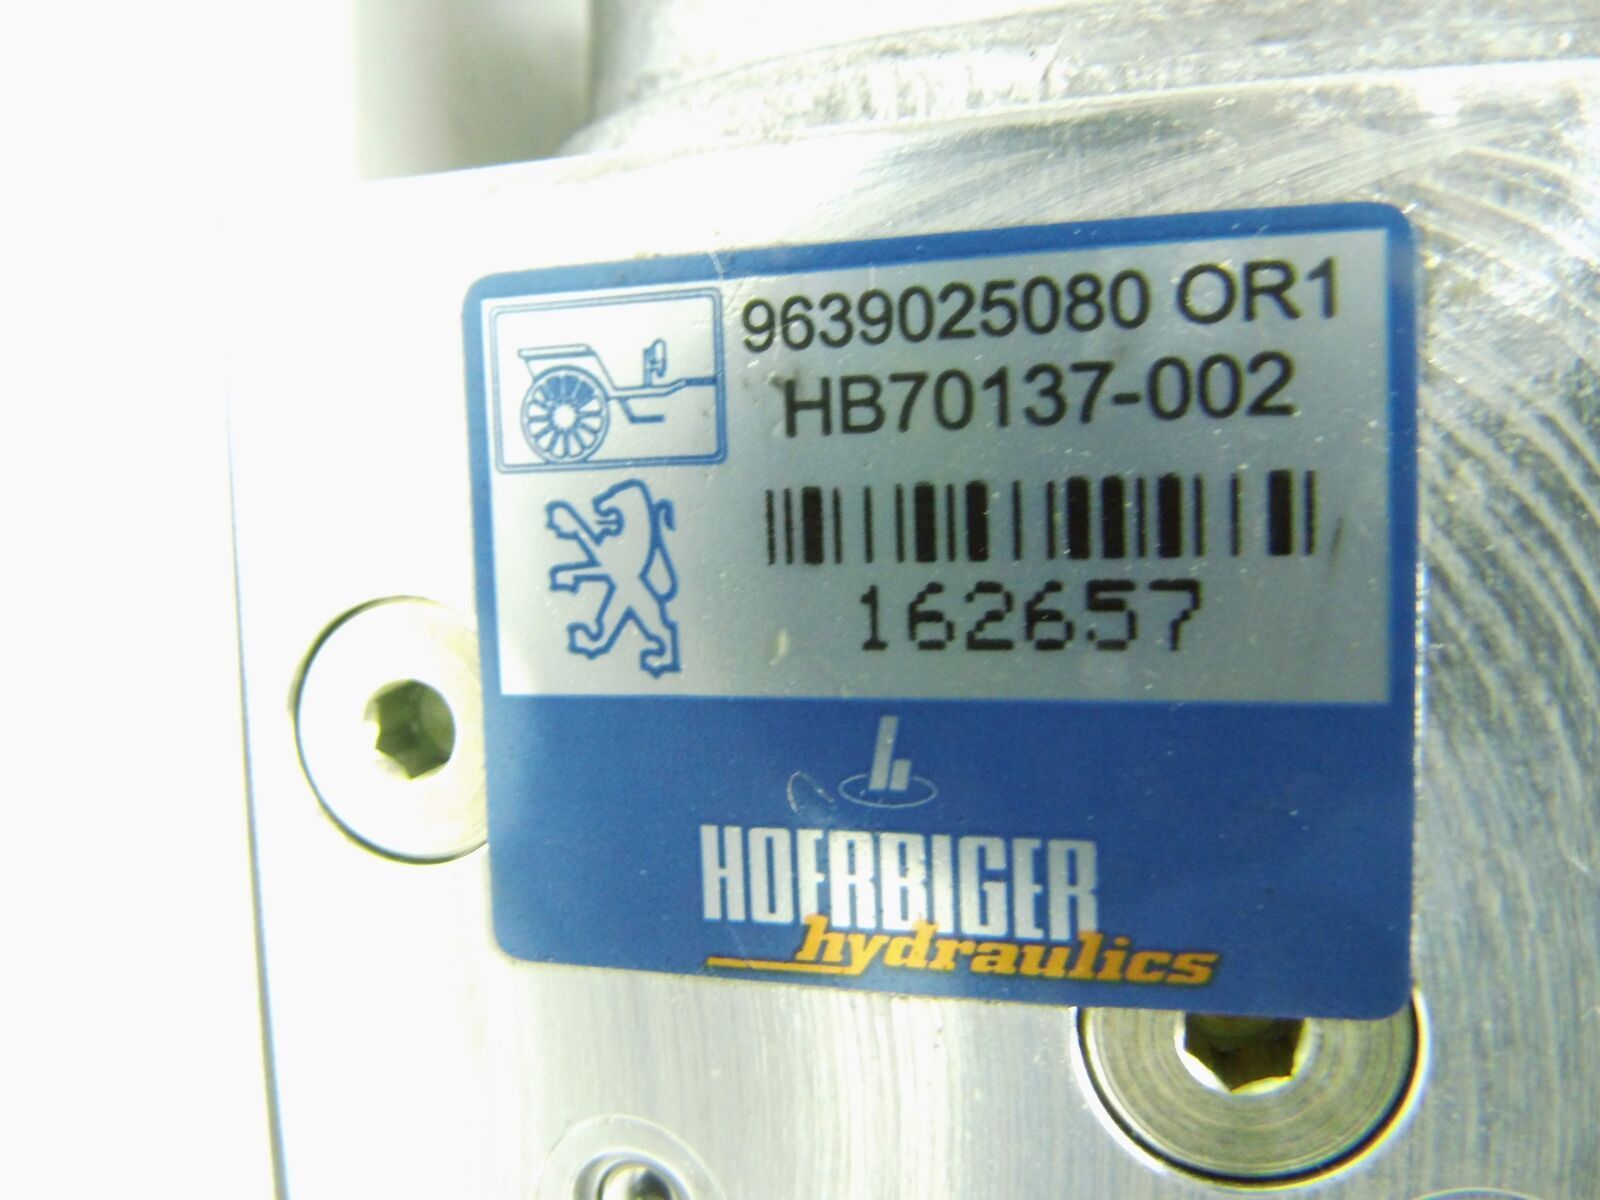 9639025080 OR1
HB70137-002
162657
HOERBIGER
hydraulics